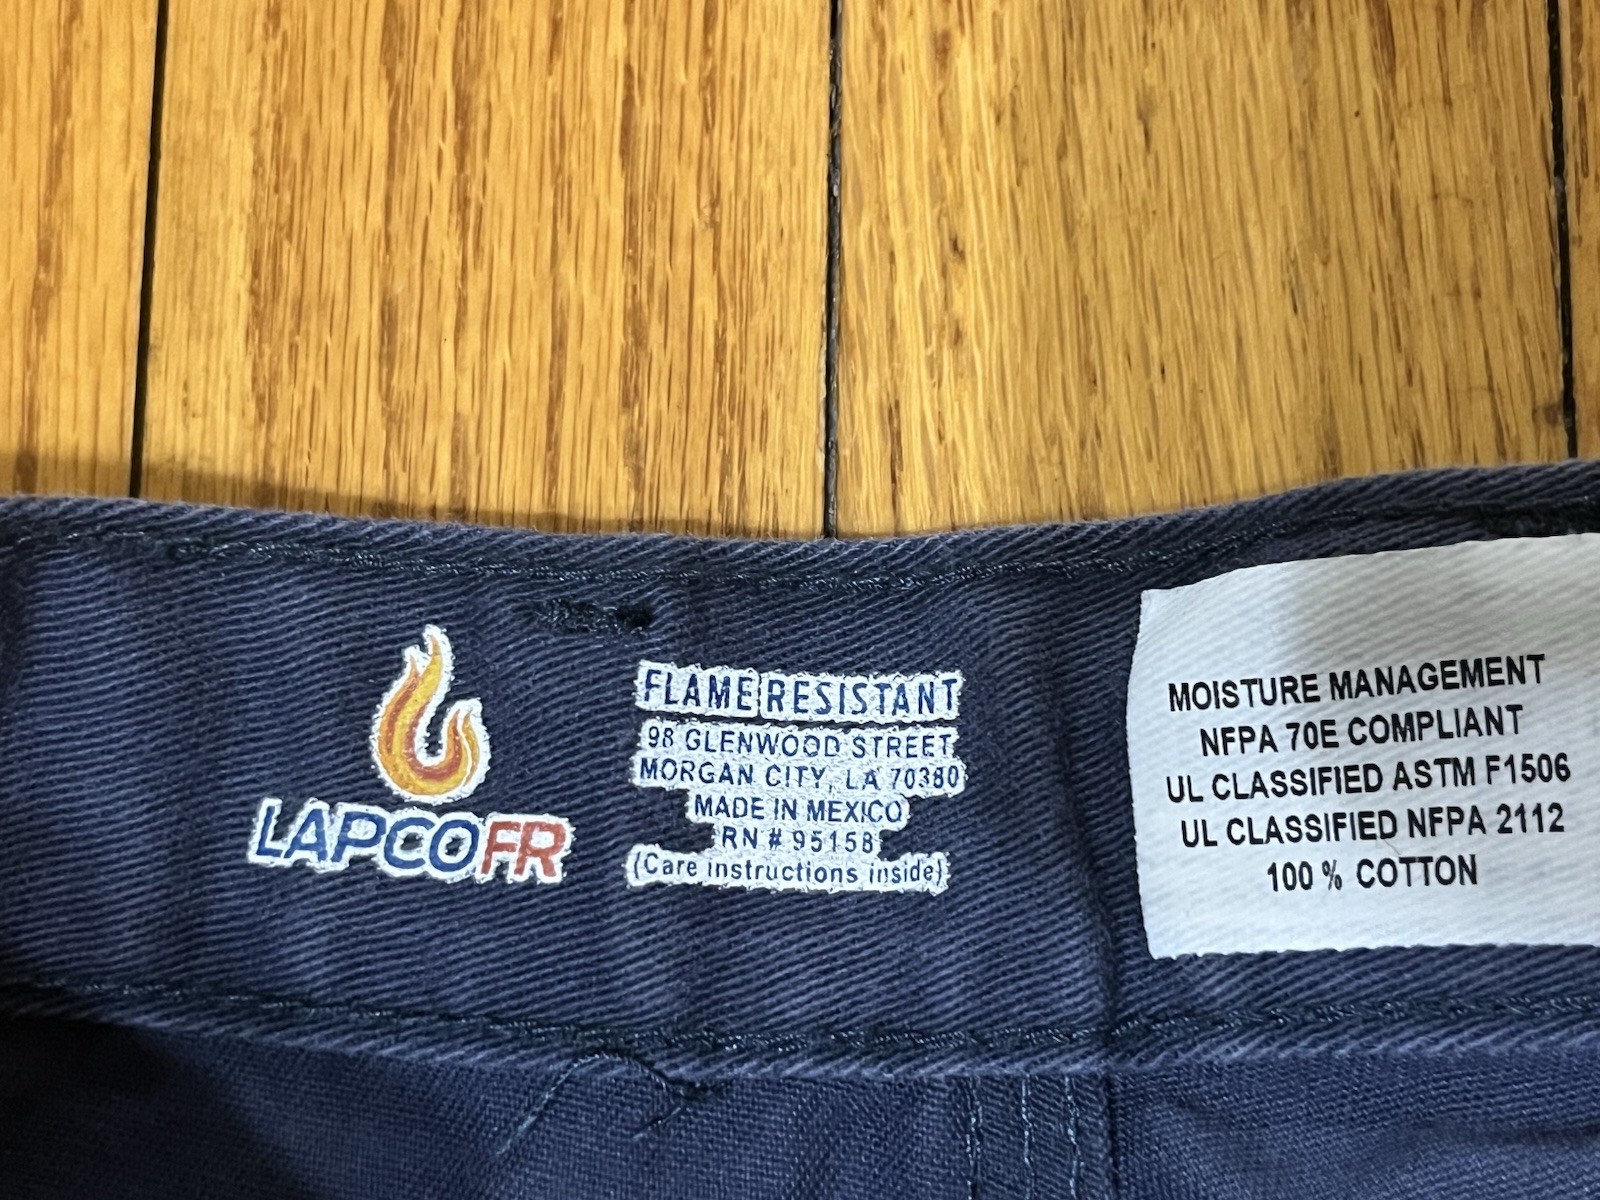 LAPCOFR
FLAME RESISTANT
98 GLENWOOD STREET
MORGAN CITY, LA 70380
MADE IN MEXICO
RN # 95158
(Care instructions inside)
MOISTURE MANAGEMENT
NFPA 70E COMPLIANT
UL CLASSIFIED ASTM F1506
UL CLASSIFIED NFPA 2112
100 % COTTON